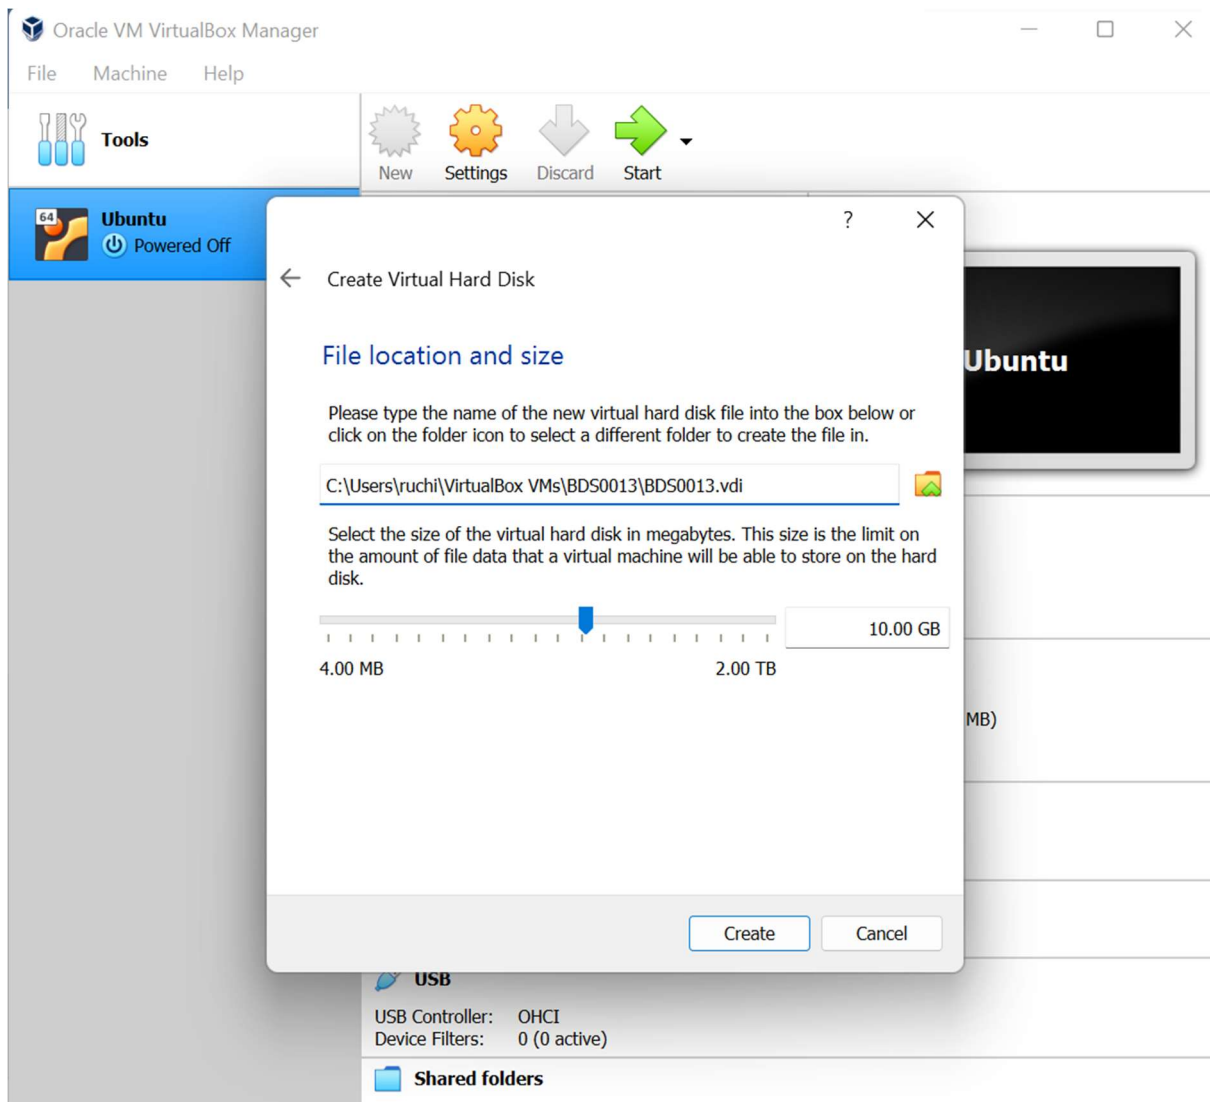 Oracle VM VirtualBox Manager
File Machine Help
Tools
New Settings Discard Start
64
Ubuntu
Powered Off
?
Create Virtual Hard Disk
File location and size
Ubuntu
Please type the name of the new virtual hard disk file into the box below or
click on the folder icon to select a different folder to create the file in.
C:\Users\ruchi\VirtualBox VMs\BDS0013\BDS0013.vdi
Select the size of the virtual hard disk in megabytes. This size is the limit on
the amount of file data that a virtual machine will be able to store on the hard
disk.
10.00 GB
4.00 MB 2.00 TB
MB)
Create Cancel
USB
USB Controller: OHCI
Device Filters: 0 (0 active)
Shared folders